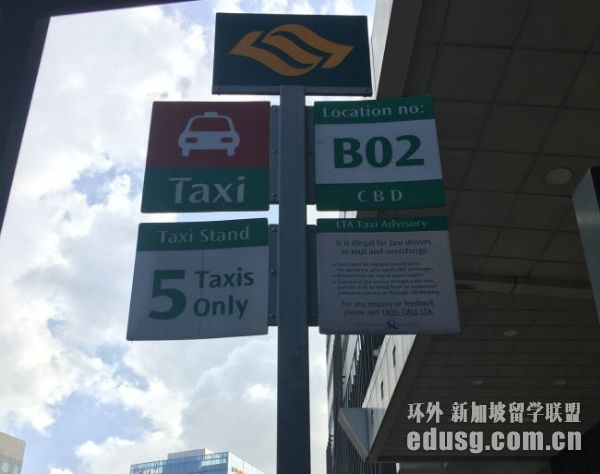 Taxi
Location no:
B02
CBD
Taxi Stand
5 Taxis
Only
LTA Taxi Advisory
It is illegal for taxi drivers
to tout and overcharge
For any enquiry or feedback,
please call 1800-CALL LTA
环外 新加坡留学联盟
edusg.com.cn